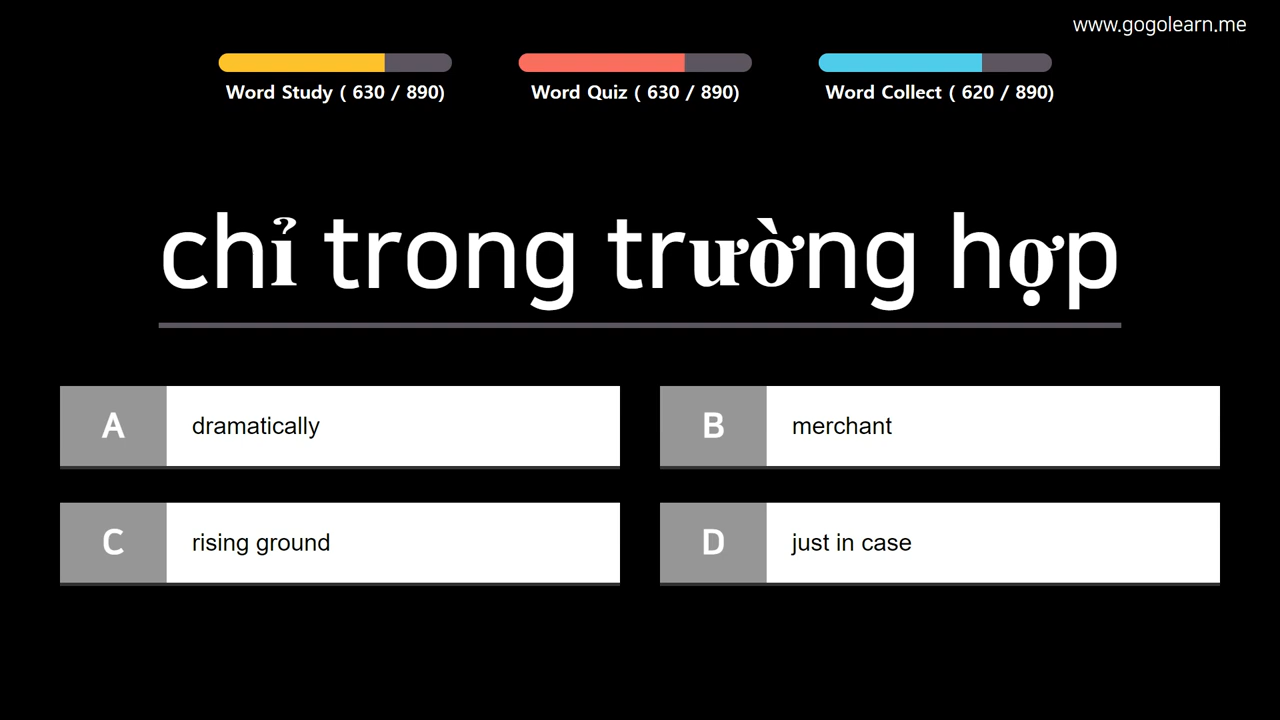 www.gogolearn.me
Word Study ( 630 / 890)
Word Quiz ( 630 / 890)
Word Collect ( 620 / 890)
chỉ trong trường hợp
A dramatically
B merchant
C rising ground
D just in case